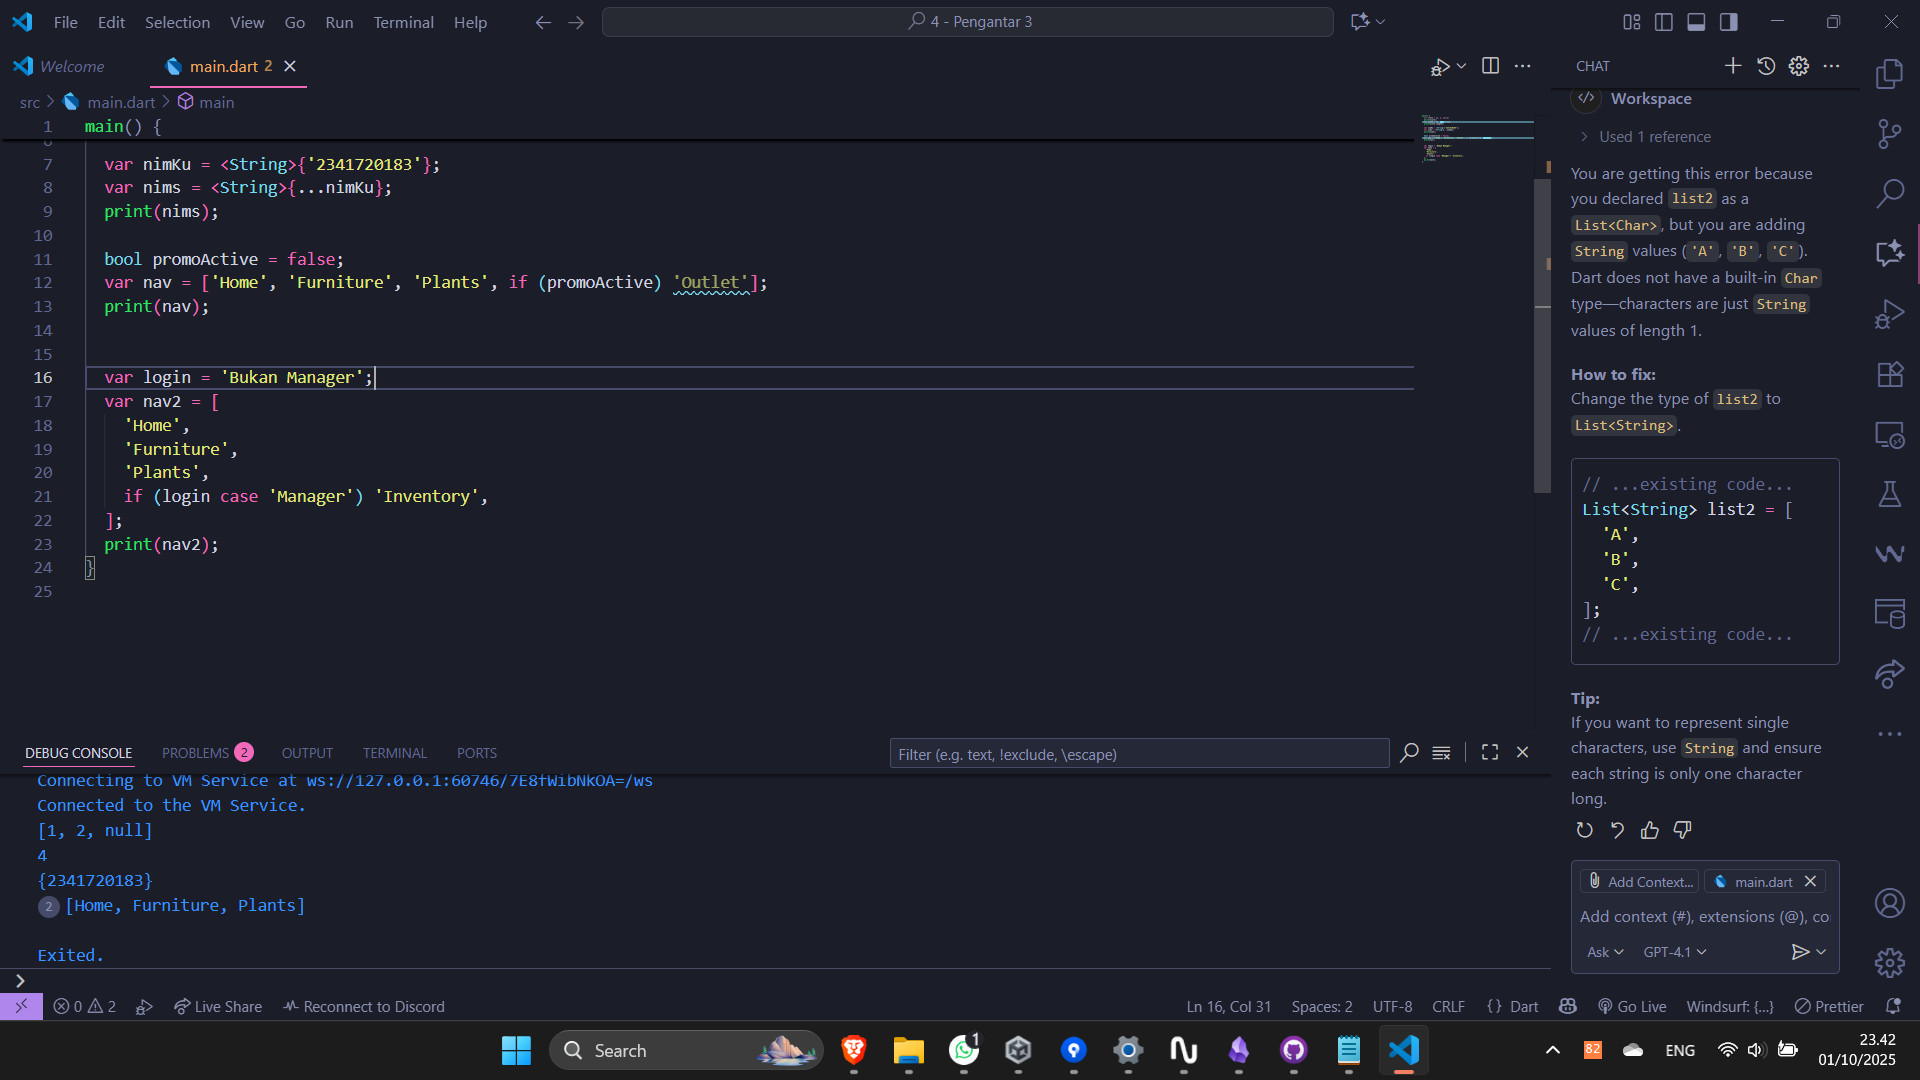 File Edit Selection View Go Run Terminal Help
4 - Pengantar 3
Welcome
main.dart 2
src > main.dart > main
1 main() {
6
7 var nimKu = <String>{'2341720183'};
8 var nims = <String>{...nimKu};
9 print(nims);
10
11 bool promoActive = false;
12 var nav = ['Home', 'Furniture', 'Plants', if (promoActive) 'Outlet'];
13 print(nav);
14
15
16 var login = 'Bukan Manager';
17 var nav2 = [
18 'Home',
19 'Furniture',
20 'Plants',
21 if (login case 'Manager') 'Inventory',
22 ];
23 print(nav2);
24 }
25
DEBUG CONSOLE PROBLEMS 2 OUTPUT TERMINAL PORTS
Filter (e.g. text, !exclude, \escape)
Connecting to VM Service at ws://127.0.0.1:60746/7E8fWibNkOA=/ws
Connected to the VM Service.
[1, 2, null]
4
{2341720183}
2 [Home, Furniture, Plants]
Exited.
CHAT
Workspace
Used 1 reference
You are getting this error because
you declared list2 as a
List<Char>, but you are adding
String values ('A', 'B', 'C').
Dart does not have a built-in Char
type—characters are just String
values of length 1.
How to fix:
Change the type of list2 to
List<String>.
// ...existing code...
List<String> list2 = [
'A',
'B',
'C',
];
// ...existing code...
Tip:
If you want to represent single
characters, use String and ensure
each string is only one character
long.
Add Context... main.dart
Add context (#), extensions (@), co
Ask GPT-4.1
0 2 Live Share Reconnect to Discord
Ln 16, Col 31 Spaces: 2 UTF-8 CRLF {} Dart Go Live Windsurf: {...} Prettier
Search
1
82
ENG
23.42
01/10/2025